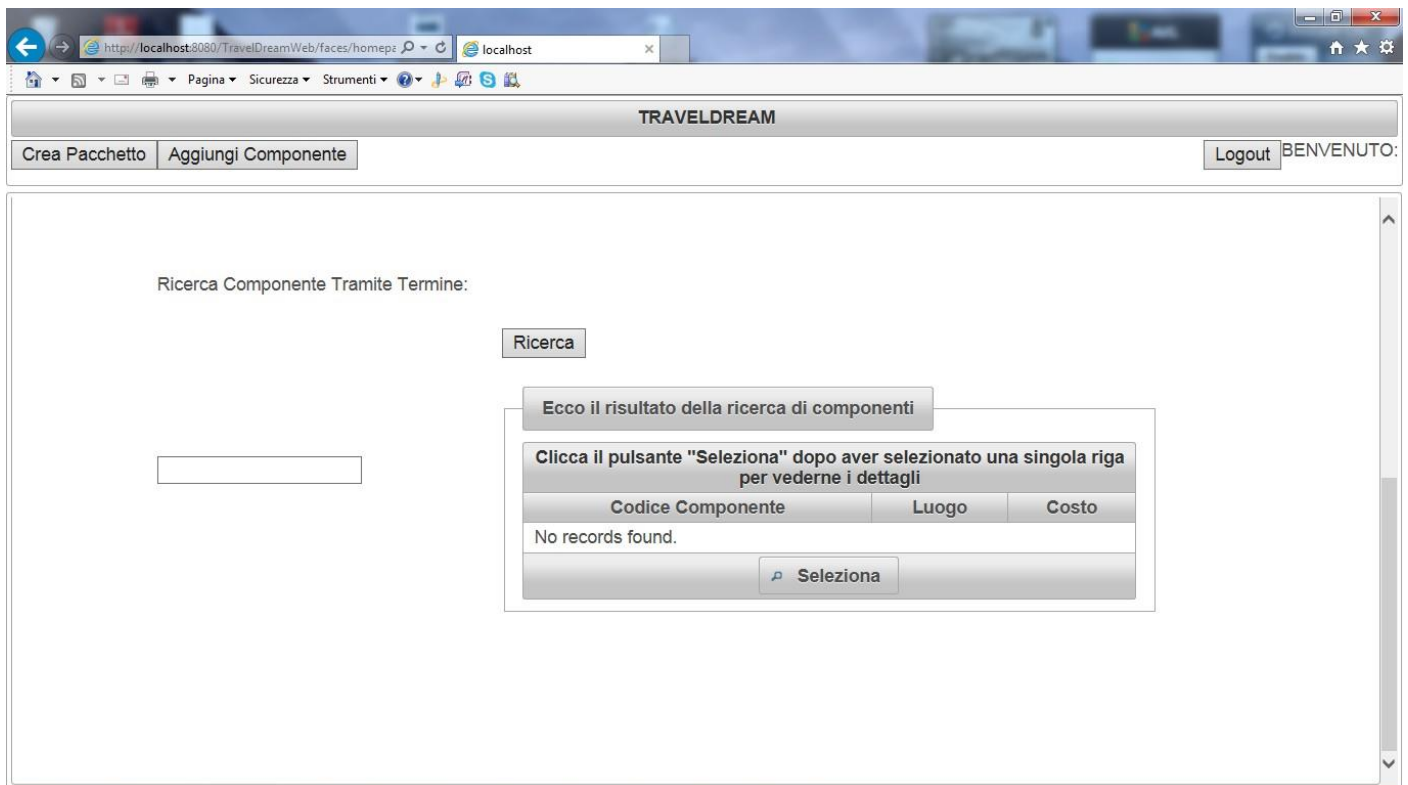 http://localhost:8080/TravelDreamWeb/faces/homepa
localhost
Pagina Sicurezza Strumenti
TRAVELDREAM
Crea Pacchetto Aggiungi Componente Logout BENVENUTO:
Ricerca Componente Tramite Termine:
Ricerca
Ecco il risultato della ricerca di componenti
Clicca il pulsante "Seleziona" dopo aver selezionato una singola riga
per vederne i dettagli
Codice Componente Luogo Costo
No records found.
Seleziona